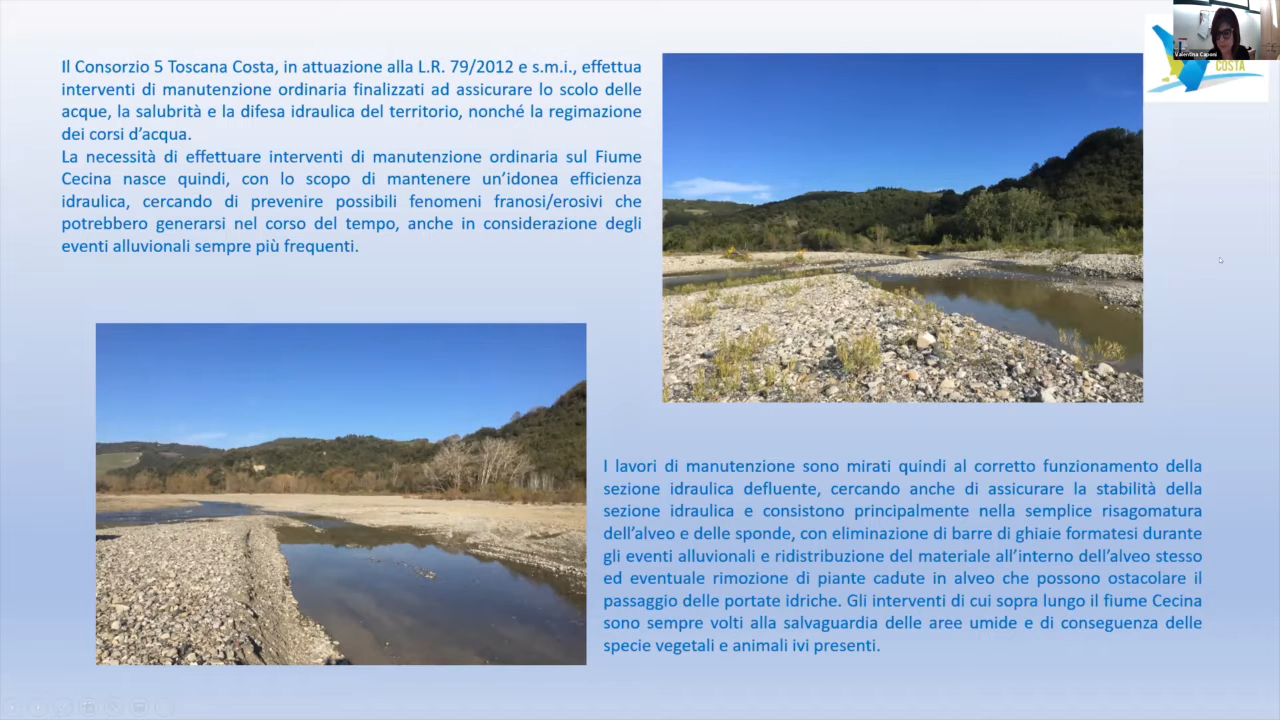 Valentina Caponi
COSTA
Il Consorzio 5 Toscana Costa, in attuazione alla L.R. 79/2012 e s.m.i., effettua
interventi di manutenzione ordinaria finalizzati ad assicurare lo scolo delle
acque, la salubrità e la difesa idraulica del territorio, nonché la regimazione
dei corsi d’acqua.
La necessità di effettuare interventi di manutenzione ordinaria sul Fiume
Cecina nasce quindi, con lo scopo di mantenere un’idonea efficienza
idraulica, cercando di prevenire possibili fenomeni franosi/erosivi che
potrebbero generarsi nel corso del tempo, anche in considerazione degli
eventi alluvionali sempre più frequenti.
I lavori di manutenzione sono mirati quindi al corretto funzionamento della
sezione idraulica defluente, cercando anche di assicurare la stabilità della
sezione idraulica e consistono principalmente nella semplice risagomatura
dell’alveo e delle sponde, con eliminazione di barre di ghiaie formatesi durante
gli eventi alluvionali e ridistribuzione del materiale all’interno dell’alveo stesso
ed eventuale rimozione di piante cadute in alveo che possono ostacolare il
passaggio delle portate idriche. Gli interventi di cui sopra lungo il fiume Cecina
sono sempre volti alla salvaguardia delle aree umide e di conseguenza delle
specie vegetali e animali ivi presenti.